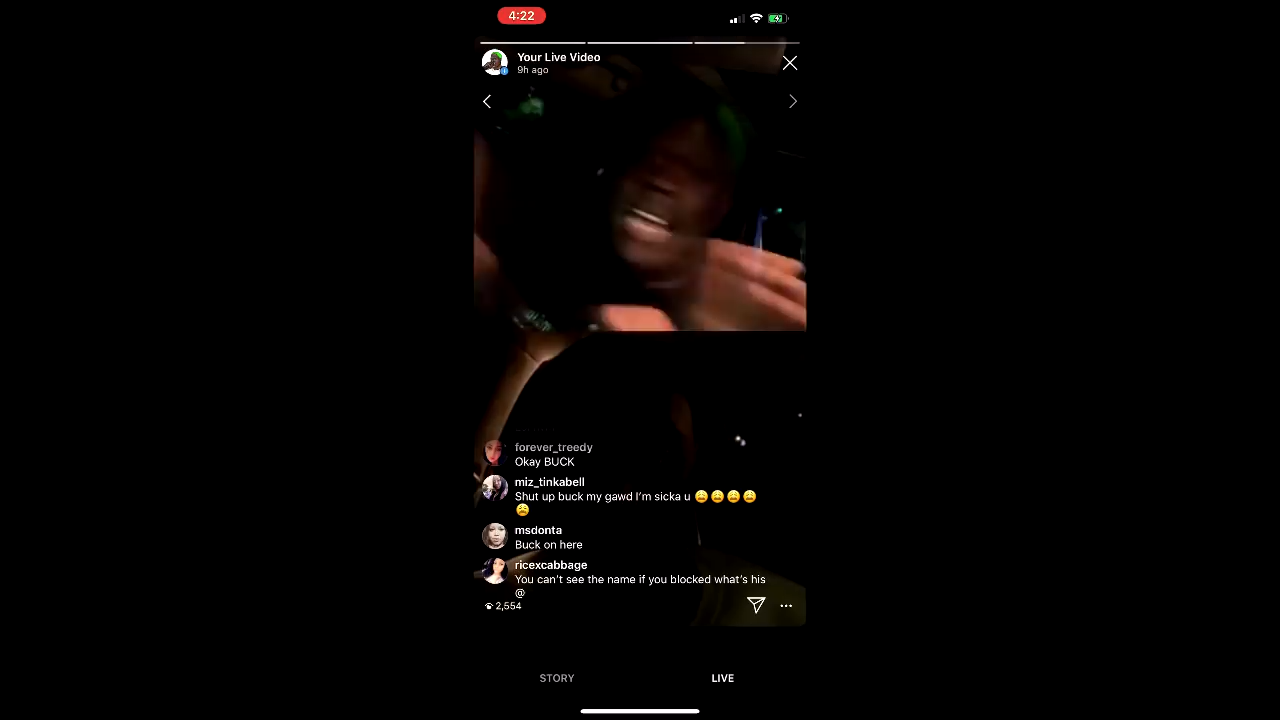 4:22
Your Live Video
9h ago
forever_treedy
Okay BUCK
miz_tinkabell
Shut up buck my gawd I’m sicka u 😩😩😩😩
😩
msdonta
Buck on here
ricexcabbage
You can’t see the name if you blocked what’s his
@
2,554
STORY
LIVE